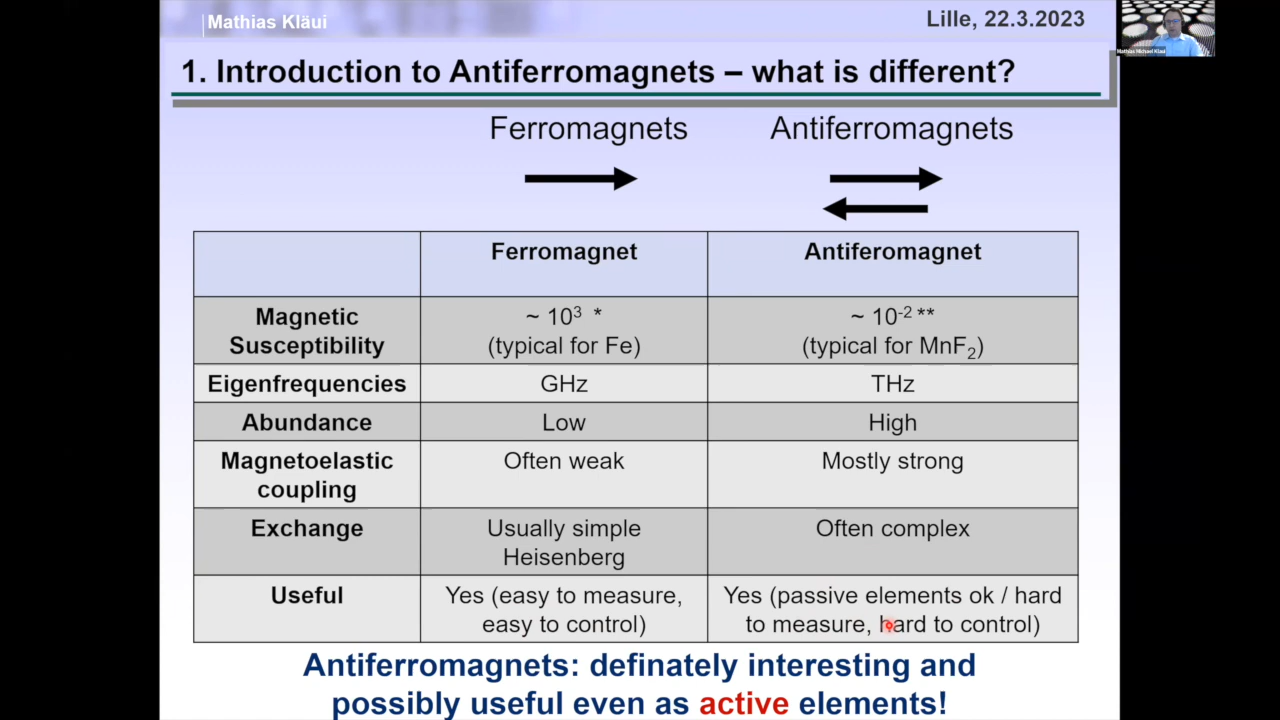 Mathias Kläui
Lille, 22.3.2023
Mathias Michael Kläui
1. Introduction to Antiferromagnets – what is different?
Ferromagnets Antiferromagnets
Ferromagnet Antiferomagnet
Magnetic Susceptibility ~ 10³ * (typical for Fe) ~ 10⁻² ** (typical for MnF₂)
Eigenfrequencies GHz THz
Abundance Low High
Magnetoelastic coupling Often weak Mostly strong
Exchange Usually simple Heisenberg Often complex
Useful Yes (easy to measure, easy to control) Yes (passive elements ok / hard to measure, hard to control)
Antiferromagnets: definately interesting and
possibly useful even as active elements!